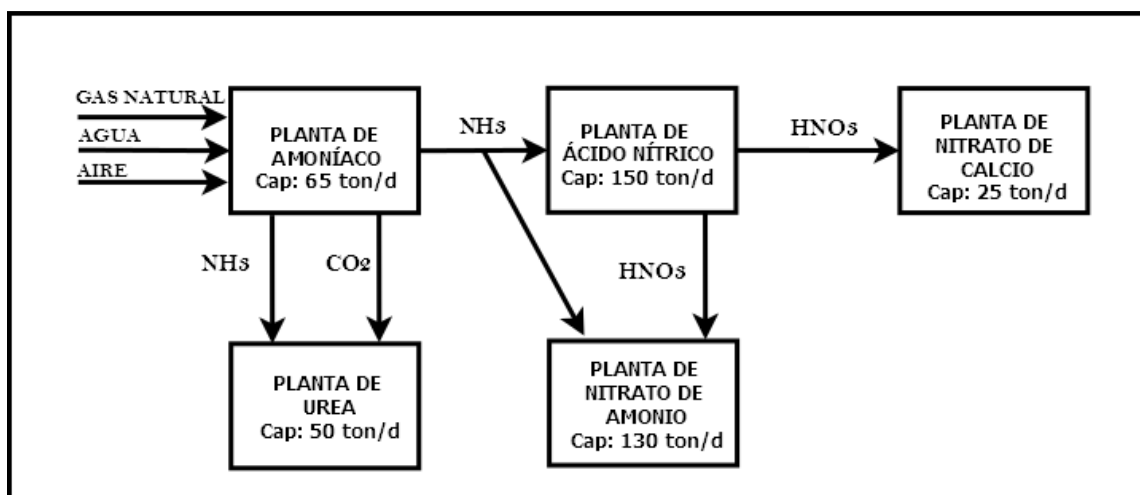 GAS NATURAL
AGUA
AIRE
PLANTA DE
AMONÍACO
Cap: 65 ton/d
NH3
PLANTA DE
ÁCIDO NÍTRICO
Cap: 150 ton/d
HNO3
PLANTA DE
NITRATO DE
CALCIO
Cap: 25 ton/d
NH3
CO2
HNO3
PLANTA DE
UREA
Cap: 50 ton/d
PLANTA DE
NITRATO DE
AMONIO
Cap: 130 ton/d